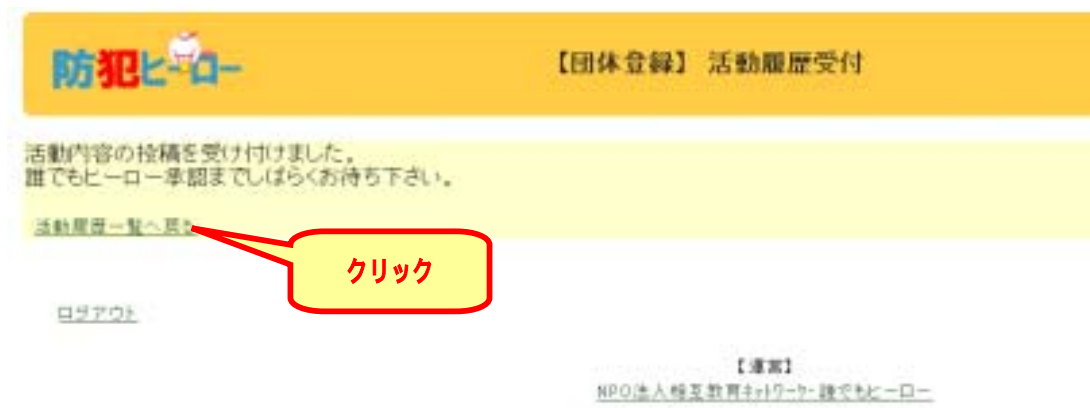 防犯ヒーロー
【団体登録】 活動履歴受付
活動内容の投稿を受け付けました。
誰でもヒーロー承認までしばらくお待ち下さい。
活動履歴一覧へ戻る
クリック
ログアウト
【運営】
NPO法人相互教育ネットワーク・誰でもヒーロー